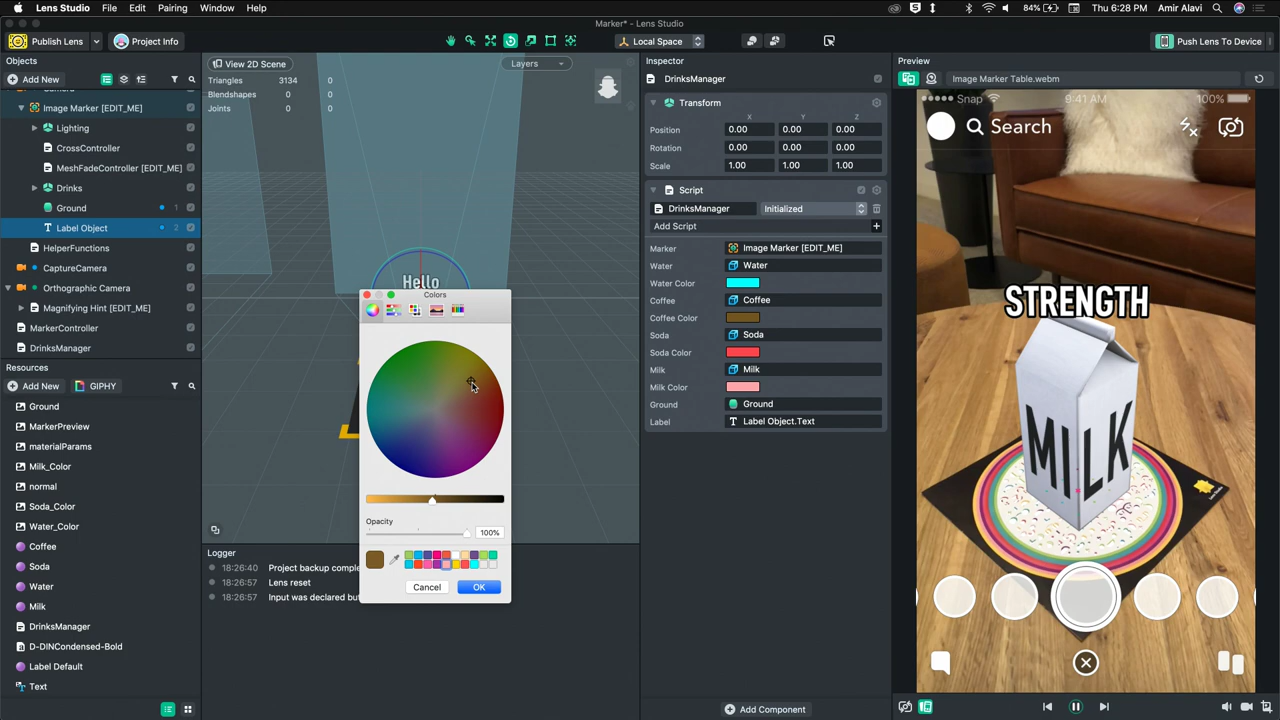 Lens Studio File Edit Pairing Window Help 5 84% Thu 7:28 PM Amir Alavi
Marker* - Lens Studio
Publish Lens Project Info Local Space Push Lens To Device
Objects
Add New
Image Marker [EDIT_ME]
Lighting
CrossController
MeshFadeController [EDIT_ME]
Drinks
Ground 1
Label Object 2
HelperFunctions
CaptureCamera
Orthographic Camera
Magnifying Hint [EDIT_ME]
MarkerController
DrinksManager
Resources
Add New GIPHY
Ground
MarkerPreview
materialParams
Milk_Color
normal
Soda_Color
Water_Color
Coffee
Soda
Water
Milk
DrinksManager
D-DINCondensed-Bold
Label Default
Text
View 2D Scene Layers
Triangles 3134 0
Blendshapes 0 0
Joints 0 0
Hello
Colors
Opacity
100%
Cancel OK
Logger
18:26:40 Project backup comple
18:26:57 Lens reset
18:26:57 Input was declared but
Inspector
DrinksManager
Transform
X Y Z
Position 0.00 0.00 0.00
Rotation 0.00 0.00 0.00
Scale 1.00 1.00 1.00
Script
DrinksManager Initialized
Add Script
Marker Image Marker [EDIT_ME]
Water Water
Water Color
Coffee Coffee
Coffee Color
Soda Soda
Soda Color
Milk Milk
Milk Color
Ground Ground
Label Label Object.Text
Add Component
Preview
Image Marker Table.webm
Snap 9:41 AM 100%
Search
STRENGTH
MILK